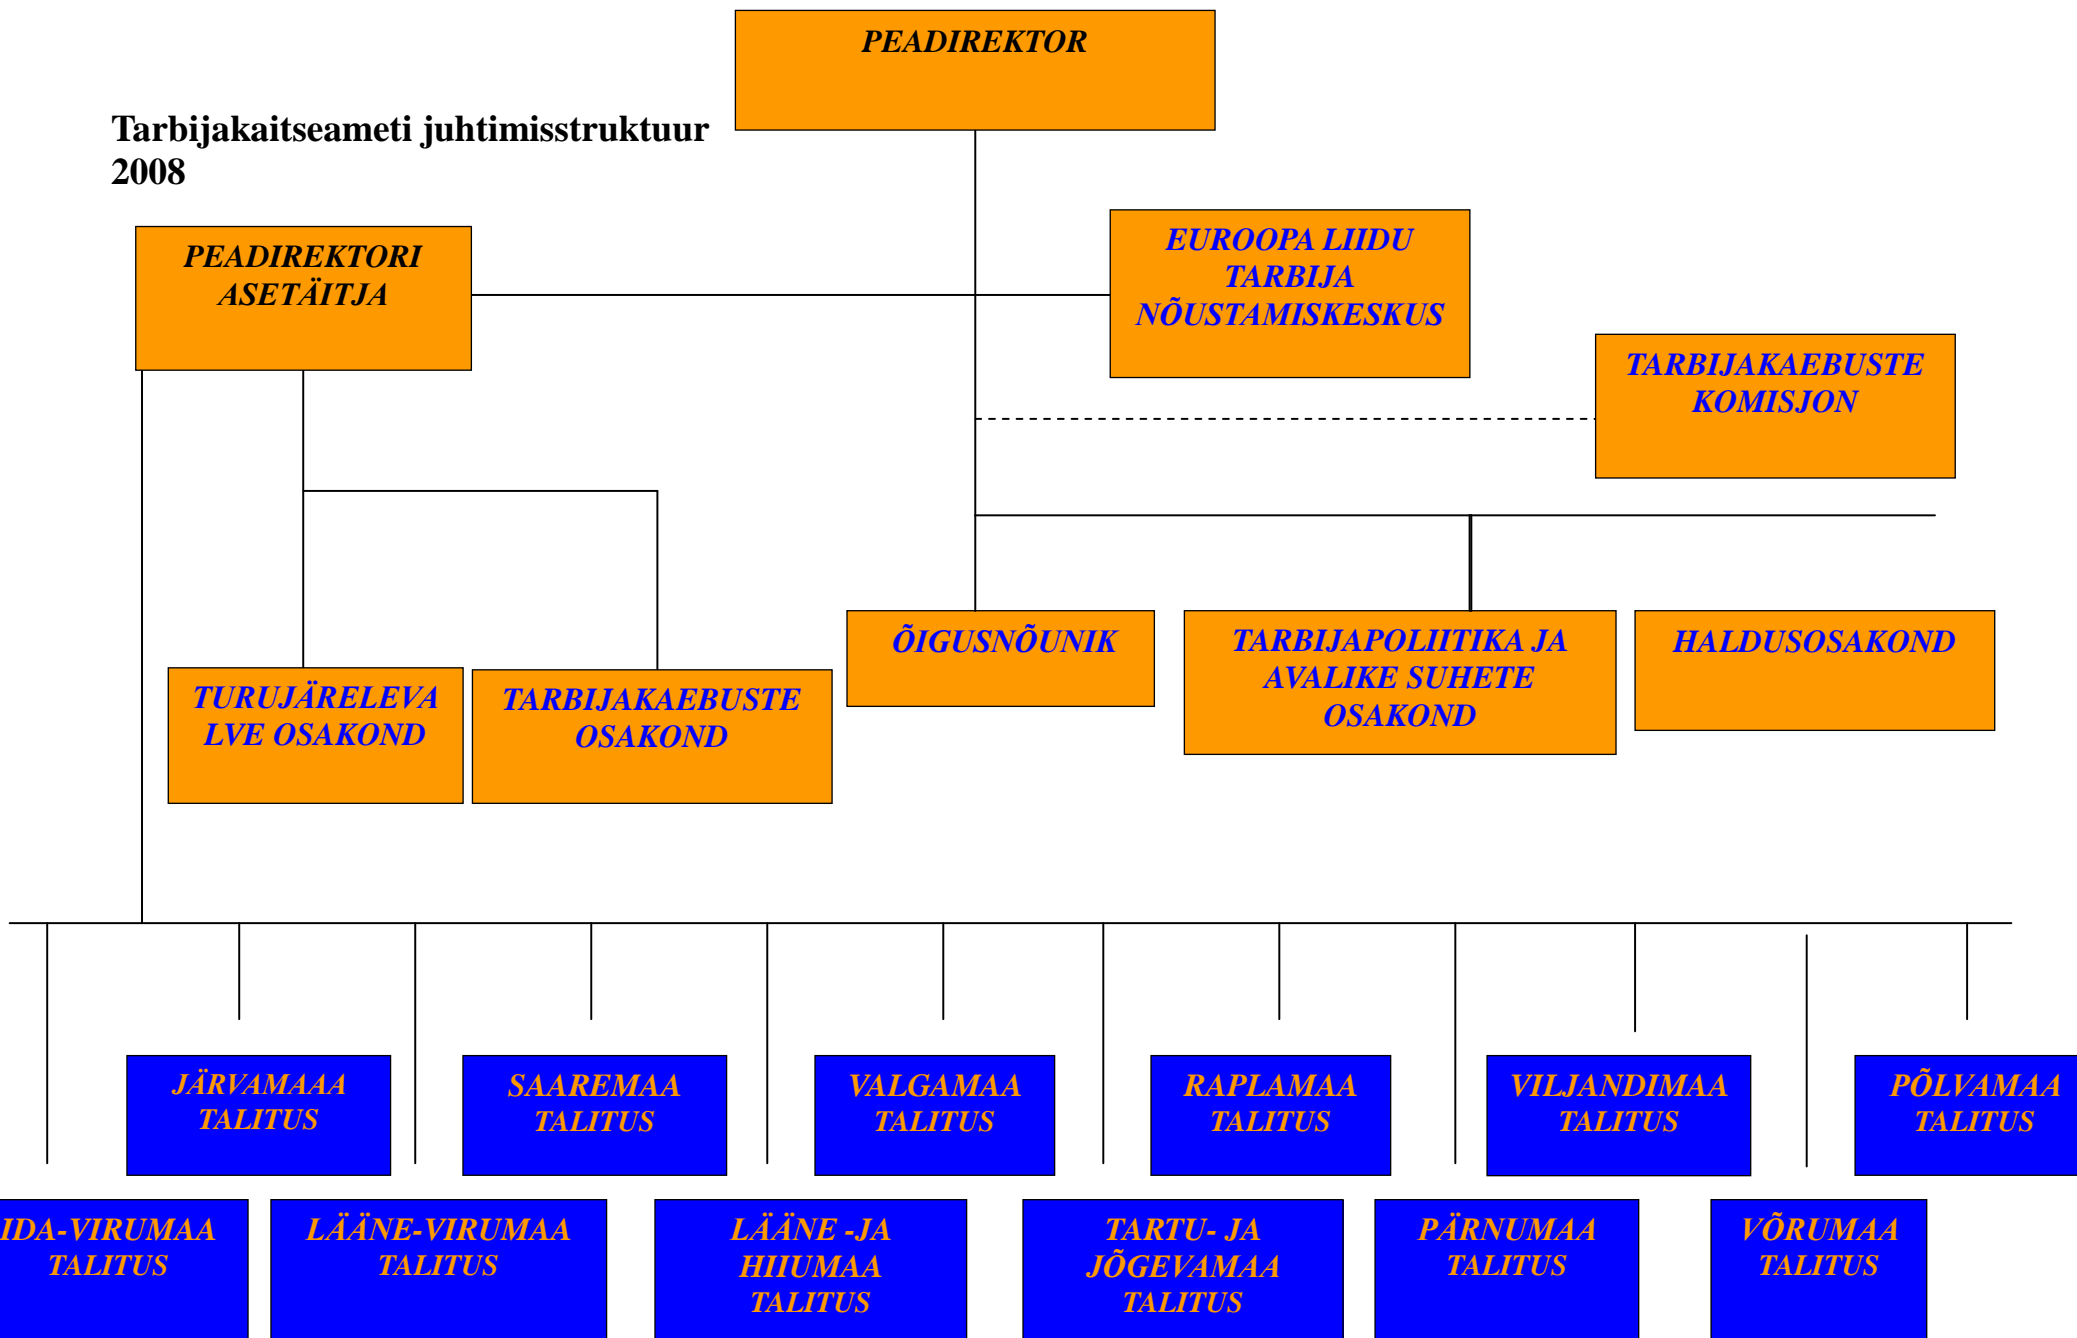 PEADIREKTOR
Tarbijakaitseameti juhtimisstruktuur
2008
PEADIREKTORI
ASETÄITJA
EUROOPA LIIDU
TARBIJA
NÕUSTAMISKESKUS
TARBIJAKAEBUSTE
KOMISJON
TURUJÄRELEVA
LVE OSAKOND
TARBIJAKAEBUSTE
OSAKOND
ÕIGUSNÕUNIK
TARBIJAPOLIITIKA JA
AVALIKE SUHETE
OSAKOND
HALDUSOSAKOND
JÄRVAMAAA
TALITUS
SAAREMAA
TALITUS
VALGAMAA
TALITUS
RAPLAMAA
TALITUS
VILJANDIMAA
TALITUS
PÕLVAMAA
TALITUS
IDA-VIRUMAA
TALITUS
LÄÄNE-VIRUMAA
TALITUS
LÄÄNE -JA
HIIUMAA
TALITUS
TARTU- JA
JÕGEVAMAA
TALITUS
PÄRNUMAA
TALITUS
VÕRUMAA
TALITUS